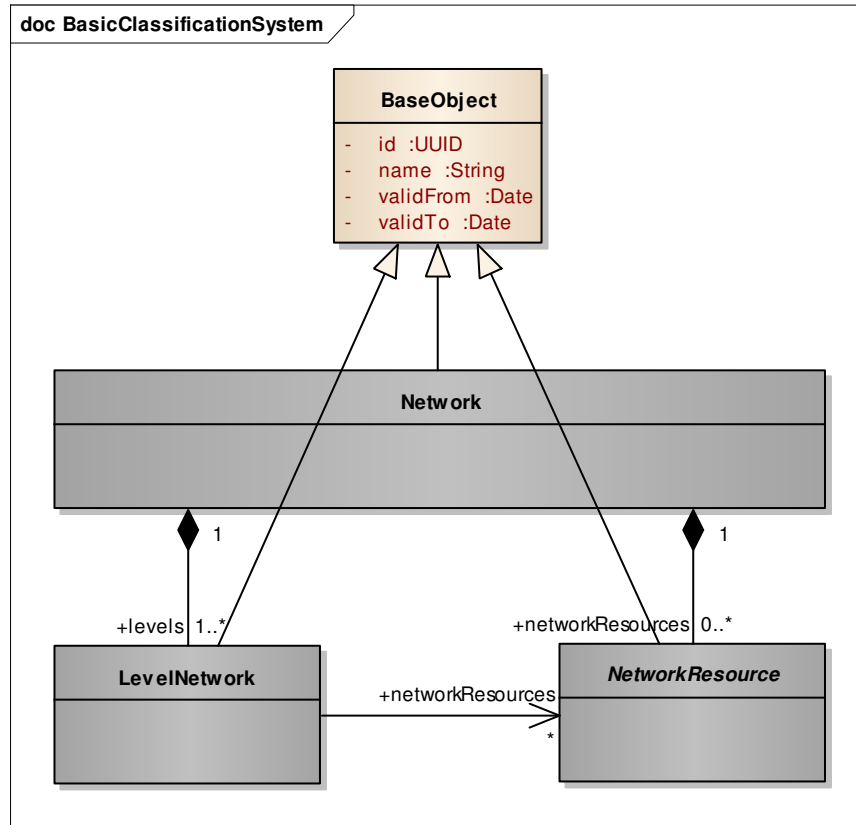 doc BasicClassificationSystem
BaseObject
- id :UUID
- name :String
- validFrom :Date
- validTo :Date
Network
1
1
+levels 1..*
+networkResources 0..*
LevelNetwork
NetworkResource
+networkResources
*